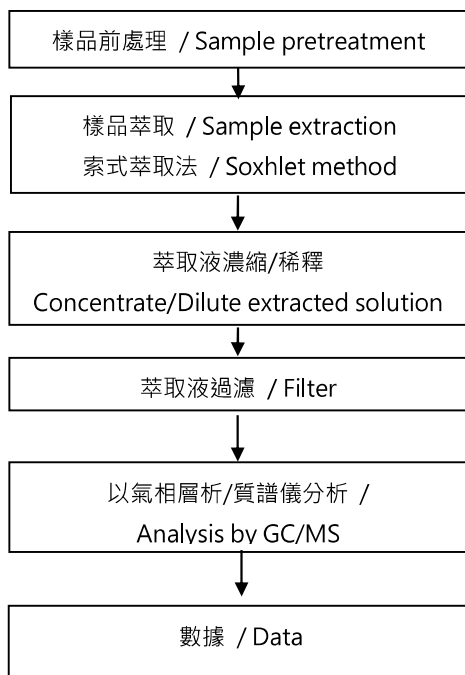 樣品前處理 / Sample pretreatment
樣品萃取 / Sample extraction
索式萃取法 / Soxhlet method
萃取液濃縮/稀釋
Concentrate/Dilute extracted solution
萃取液過濾 / Filter
以氣相層析/質譜儀分析 /
Analysis by GC/MS
數據 / Data